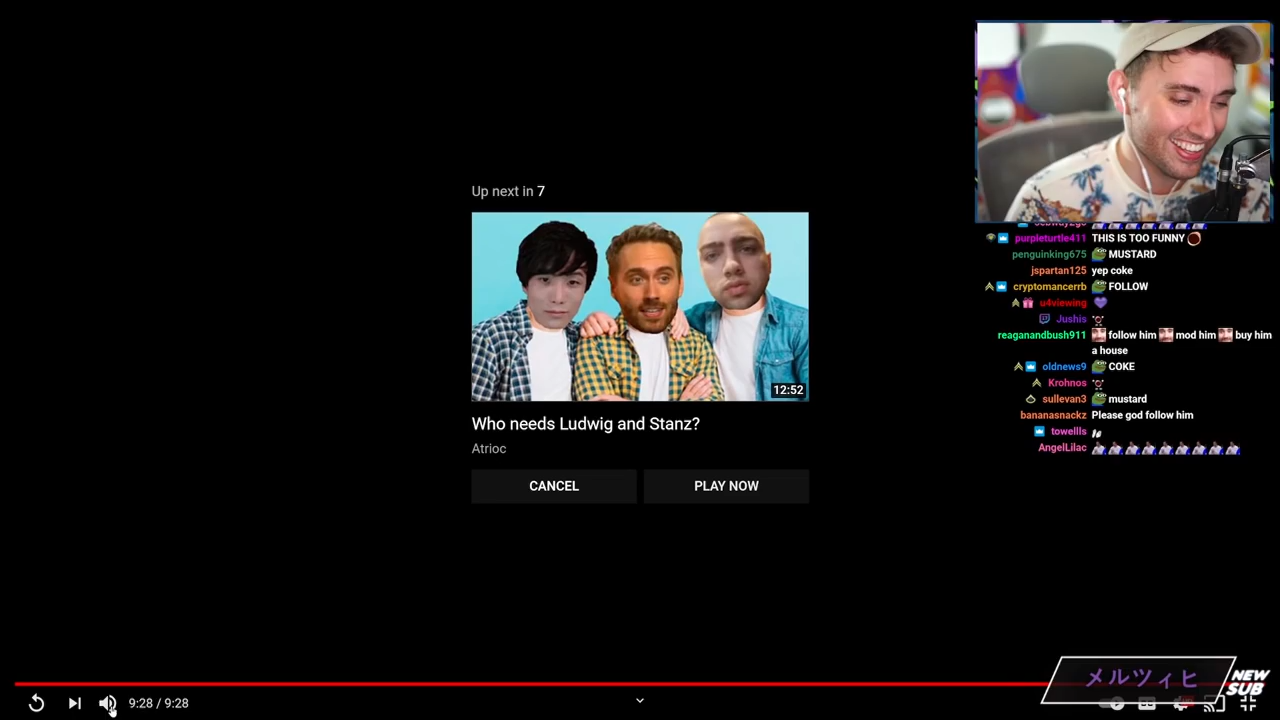 Up next in 7
12:52
Who needs Ludwig and Stanz?
Atrioc
CANCEL
PLAY NOW
purpleturtle411 THIS IS TOO FUNNY
penguinking675 MUSTARD
jspartan125 yep coke
cryptomancerrb FOLLOW
u4viewing
Jushis
reaganandbush911 follow him mod him buy him
a house
oldnews9 COKE
Krohnos
sullevan3 mustard
bananasnackz Please god follow him
towellls
AngelLilac
メルツィヒ
NEW
SUB
9:28 / 9:28